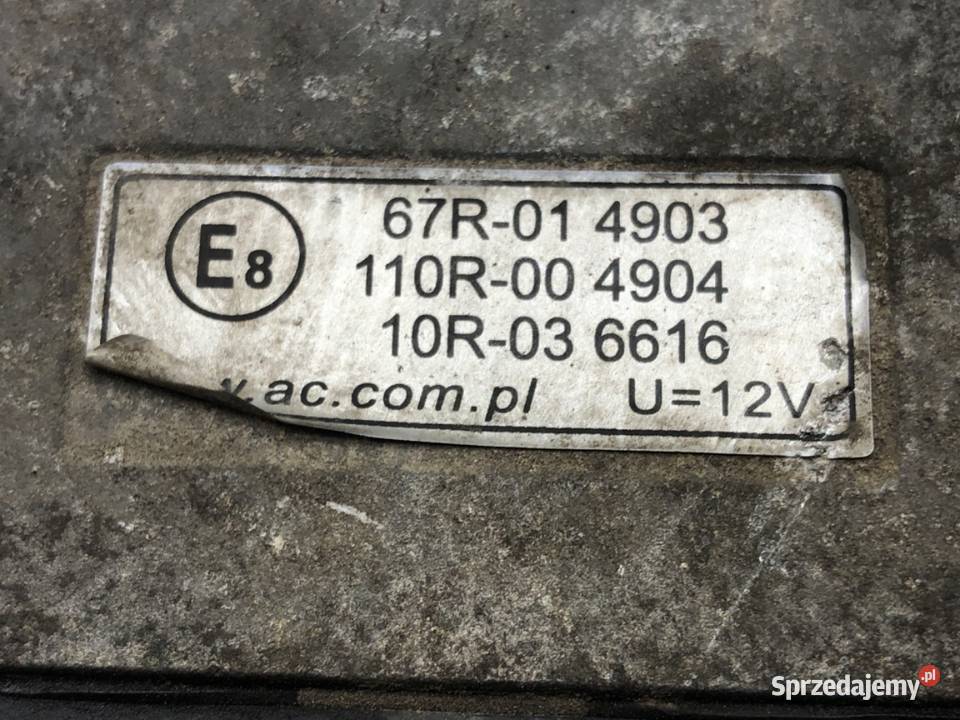 E8
67R-01 4903
110R-00 4904
10R-03 6616
.ac.com.pl U=12V
Sprzedajemy.pl